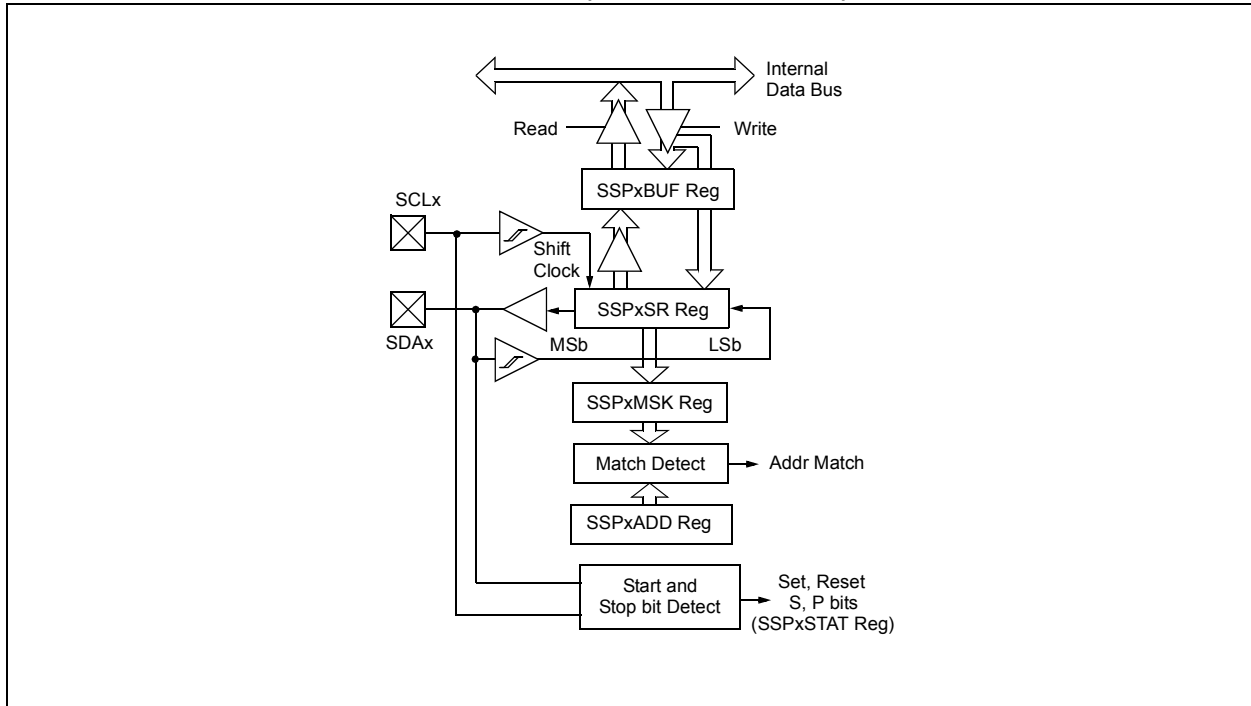 Internal
Data Bus
Read
Write
SSPxBUF Reg
SCLx
Shift
Clock
SSPxSR Reg
SDAx
MSb
LSb
SSPxMSK Reg
Match Detect
Addr Match
SSPxADD Reg
Start and
Stop bit Detect
Set, Reset
S, P bits
(SSPxSTAT Reg)